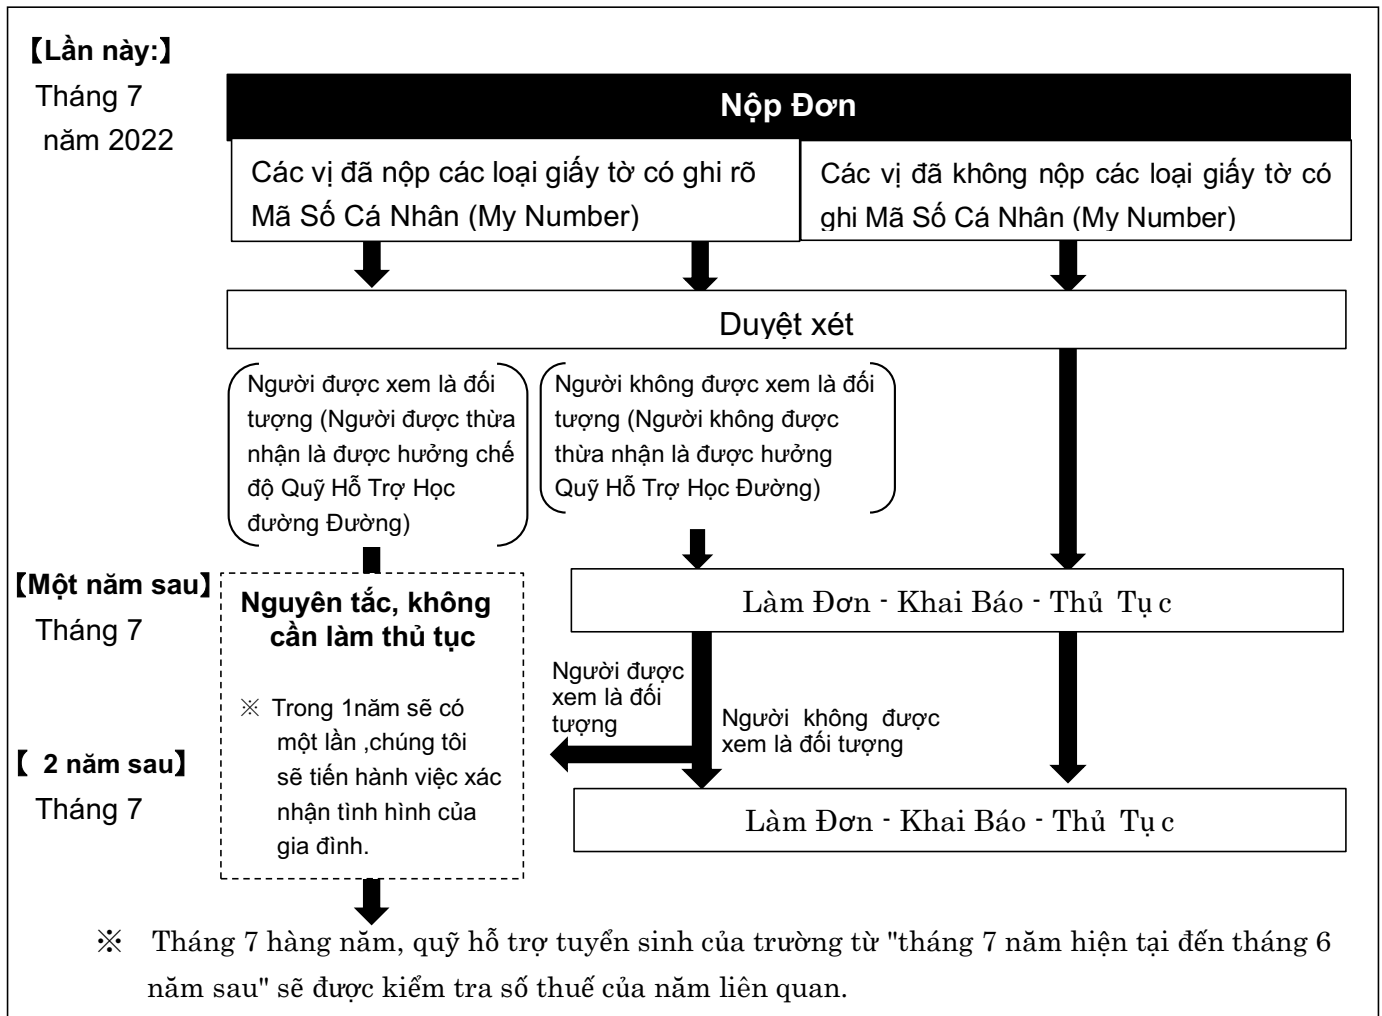 【Lần này:】
Tháng 7
năm 2022
Nộp Đơn
Các vị đã nộp các loại giấy tờ có ghi rõ
Mã Số Cá Nhân (My Number)
Các vị đã không nộp các loại giấy tờ có
ghi Mã Số Cá Nhân (My Number)
Duyệt xét
Người được xem là đối
tượng (Người được thừa
nhận là được hưởng chế
độ Quỹ Hỗ Trợ Học
đường Đường)
Người không được xem là đối
tượng (Người không được
thừa nhận là được hưởng
Quỹ Hỗ Trợ Học Đường)
【Một năm sau】
Tháng 7
Nguyên tắc, không
cần làm thủ tục
※ Trong 1năm sẽ có
một lần ,chúng tôi
sẽ tiến hành việc xác
nhận tình hình của
gia đình.
Làm Đơn - Khai Báo - Thủ Tục
Người được
xem là đối
tượng
Người không được
xem là đối tượng
【 2 năm sau】
Tháng 7
Làm Đơn - Khai Báo - Thủ Tục
※ Tháng 7 hàng năm, quỹ hỗ trợ tuyển sinh của trường từ "tháng 7 năm hiện tại đến tháng 6
năm sau" sẽ được kiểm tra số thuế của năm liên quan.